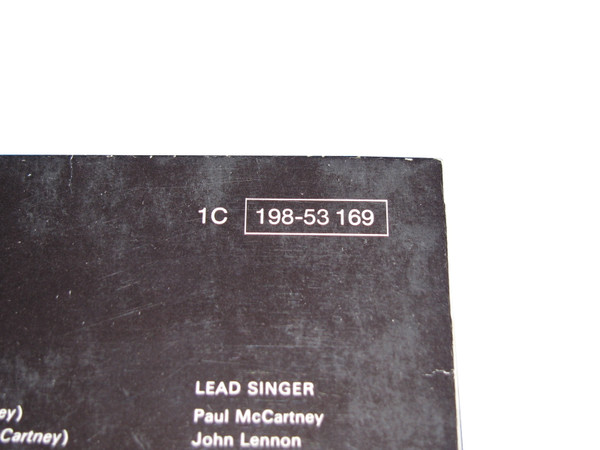 1C 198-53 169
LEAD SINGER
ey) Paul McCartney
Cartney) John Lennon